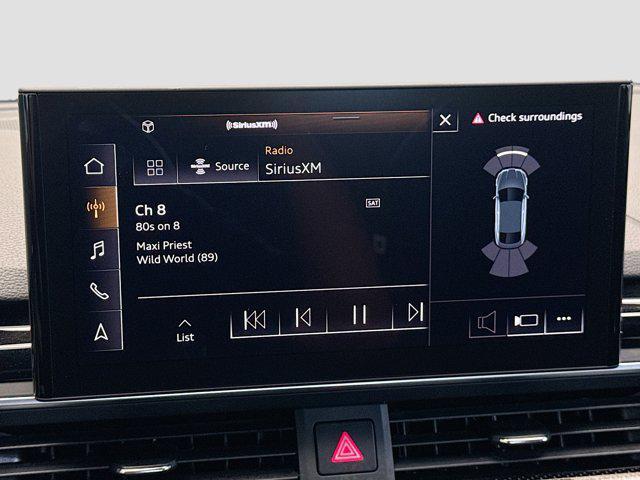 ((SiriusXM))
Check surroundings
Radio
Source
SiriusXM
Ch 8
SAT
80s on 8
Maxi Priest
Wild World (89)
List